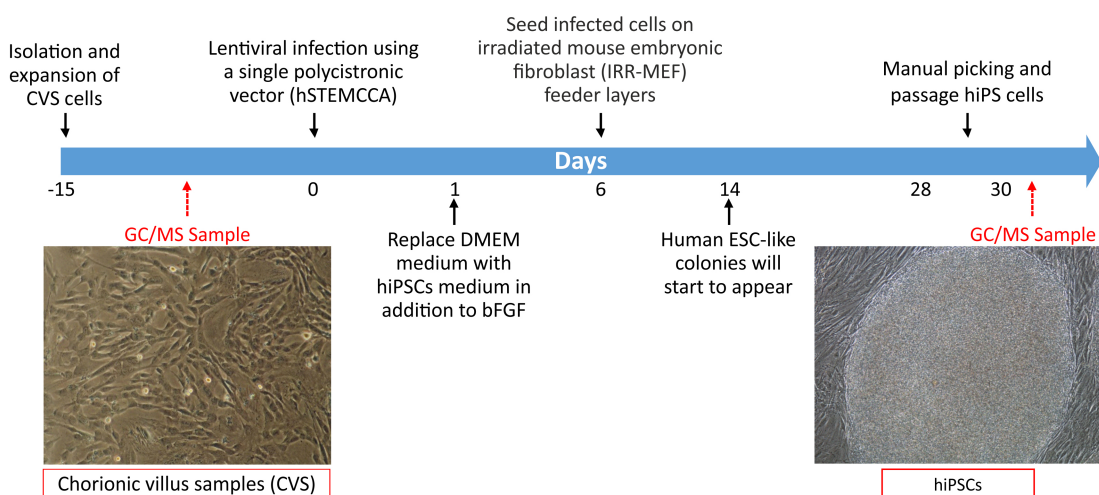 Isolation and
expansion of
CVS cells
Lentiviral infection using
a single polycistronic
vector (hSTEMCCA)
Seed infected cells on
irradiated mouse embryonic
fibroblast (IRR-MEF)
feeder layers
Manual picking and
passage hiPS cells
Days
-15 0 1 6 14 28 30
GC/MS Sample
Replace DMEM
medium with
hiPSCs medium in
addition to bFGF
Human ESC-like
colonies will
start to appear
GC/MS Sample
Chorionic villus samples (CVS)
hiPSCs